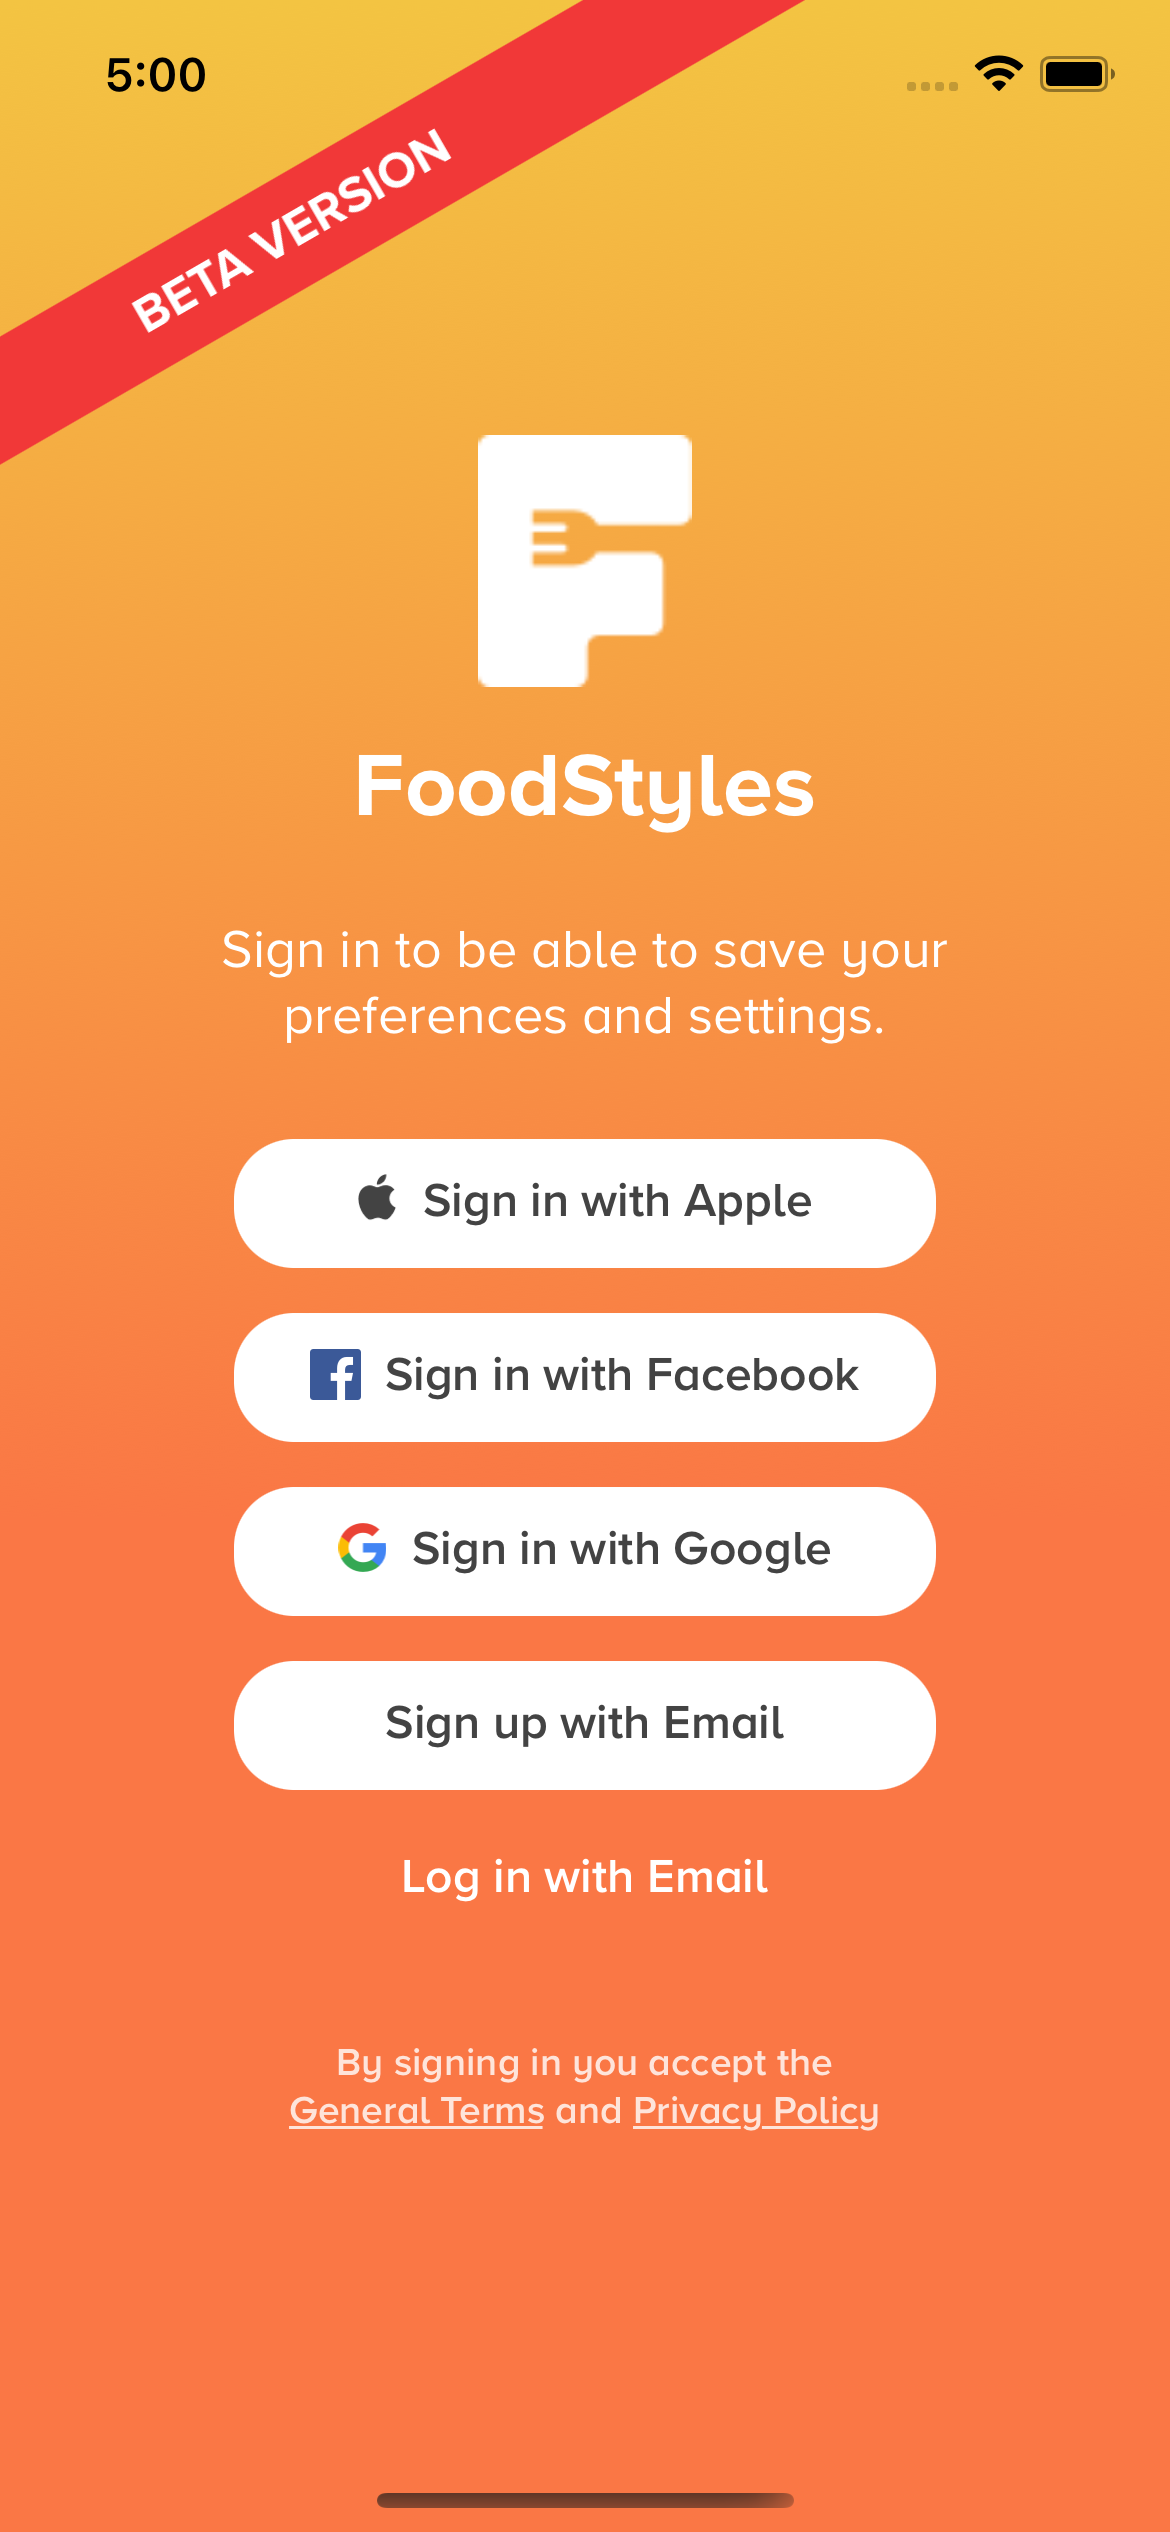 5:00
BETA VERSION
FoodStyles
Sign in to be able to save your
preferences and settings.
Sign in with Apple
Sign in with Facebook
Sign in with Google
Sign up with Email
Log in with Email
By signing in you accept the
General Terms and Privacy Policy